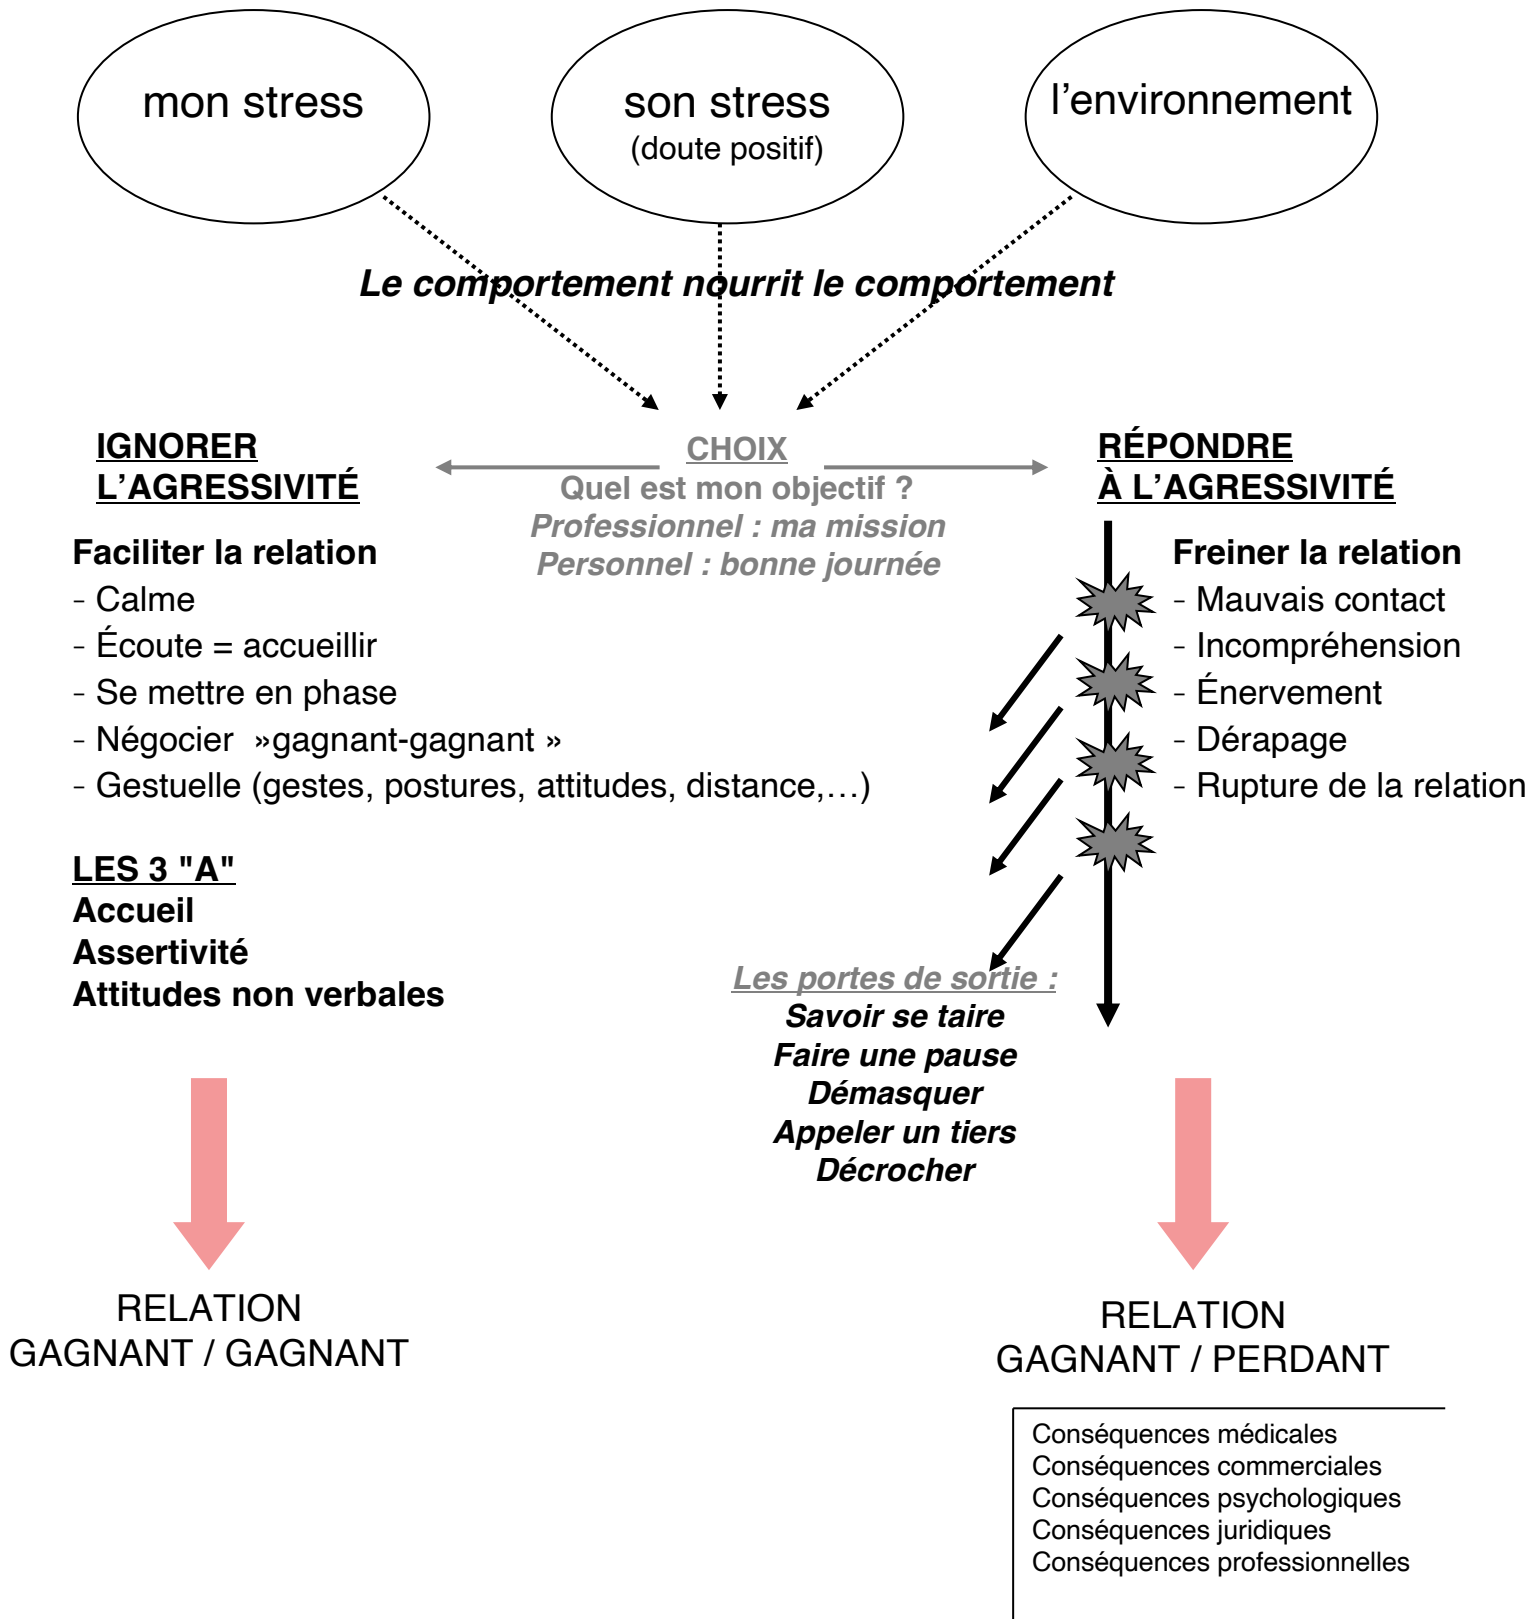 mon stress
son stress
(doute positif)
l’environnement
Le comportement nourrit le comportement
IGNORER
L’AGRESSIVITÉ
CHOIX
Quel est mon objectif ?
Professionnel : ma mission
Personnel : bonne journée
RÉPONDRE
À L’AGRESSIVITÉ
Faciliter la relation
- Calme
- Écoute = accueillir
- Se mettre en phase
- Négocier »gagnant-gagnant »
- Gestuelle (gestes, postures, attitudes, distance,…)
Freiner la relation
- Mauvais contact
- Incompréhension
- Énervement
- Dérapage
- Rupture de la relation
LES 3 "A"
Accueil
Assertivité
Attitudes non verbales
Les portes de sortie :
Savoir se taire
Faire une pause
Démasquer
Appeler un tiers
Décrocher
RELATION
GAGNANT / GAGNANT
RELATION
GAGNANT / PERDANT
Conséquences médicales
Conséquences commerciales
Conséquences psychologiques
Conséquences juridiques
Conséquences professionnelles